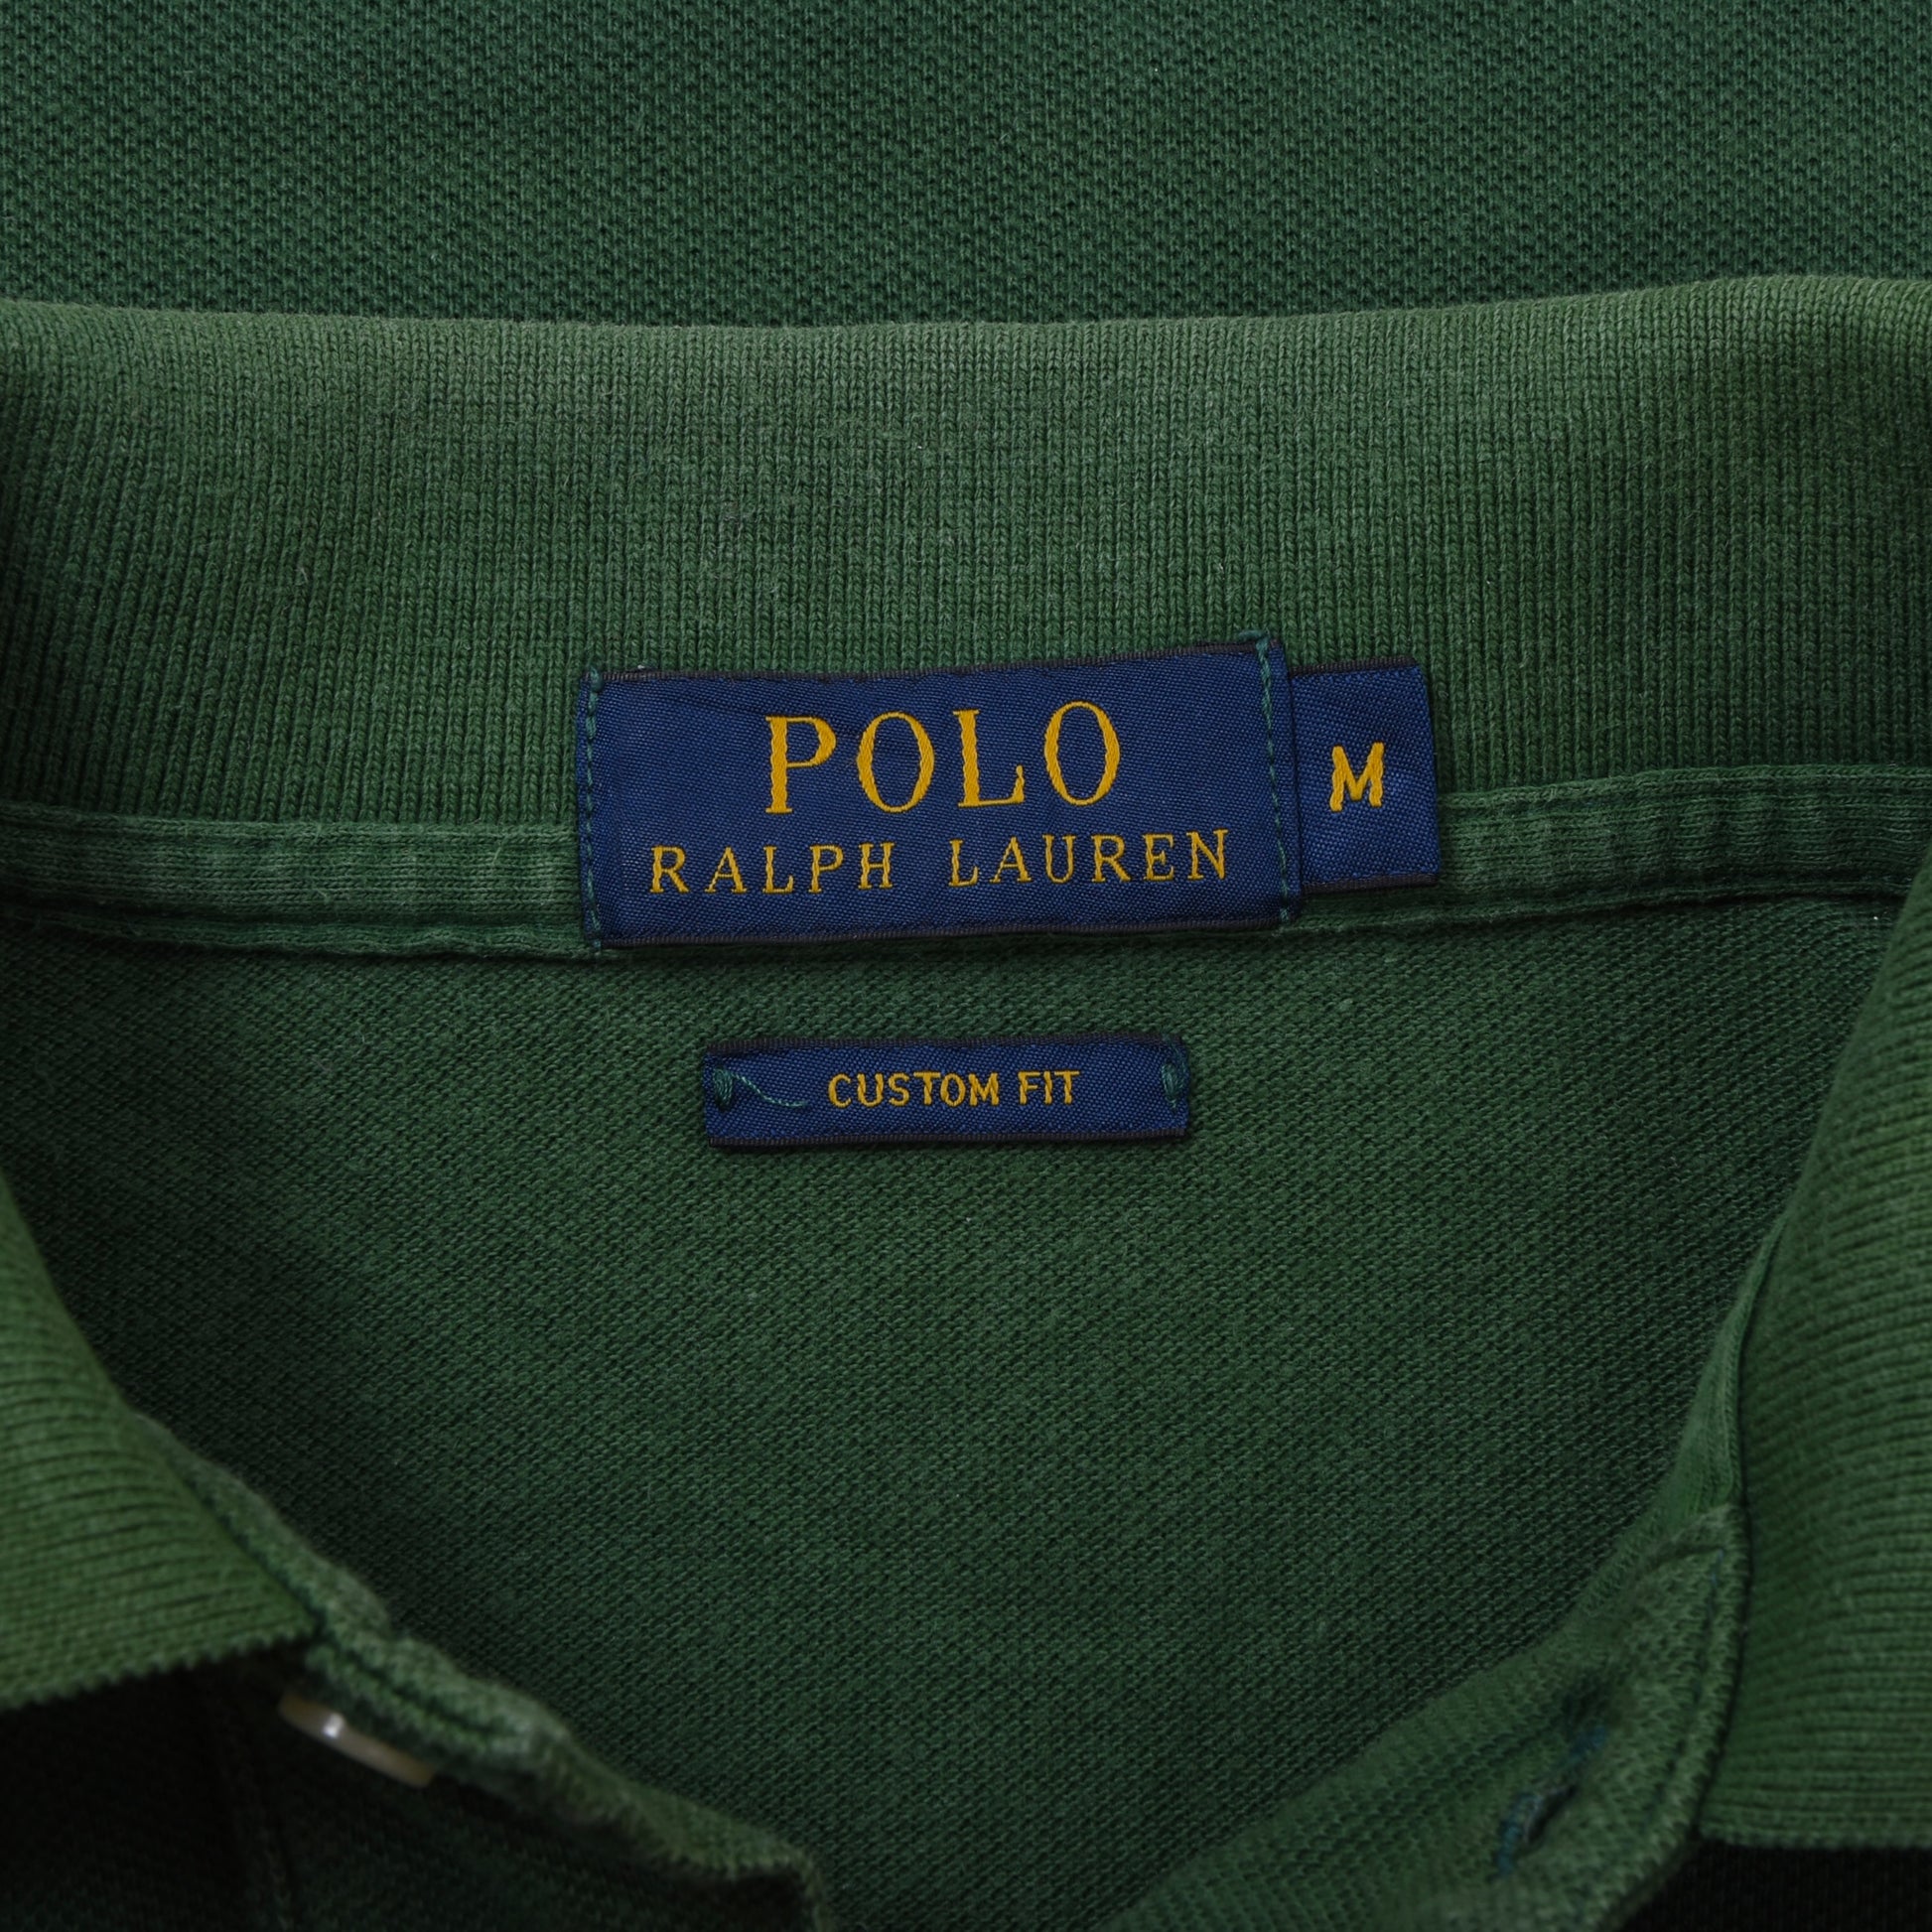 POLO
RALPH LAUREN
M
CUSTOM FIT